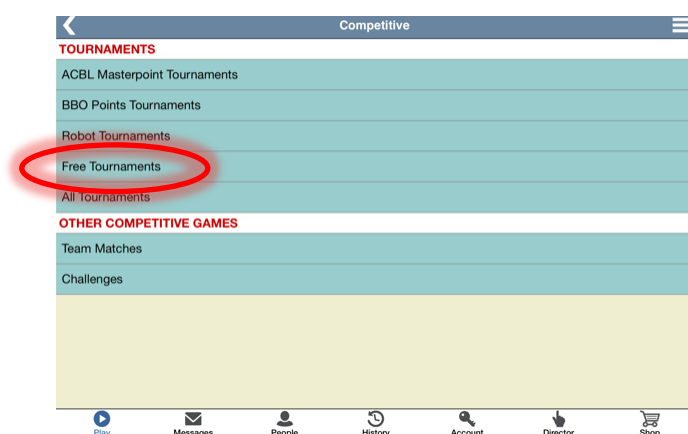 Competitive
TOURNAMENTS
ACBL Masterpoint Tournaments
BBO Points Tournaments
Robot Tournaments
Free Tournaments
All Tournaments
OTHER COMPETITIVE GAMES
Team Matches
Challenges
Play Messages People History Account Director Shop